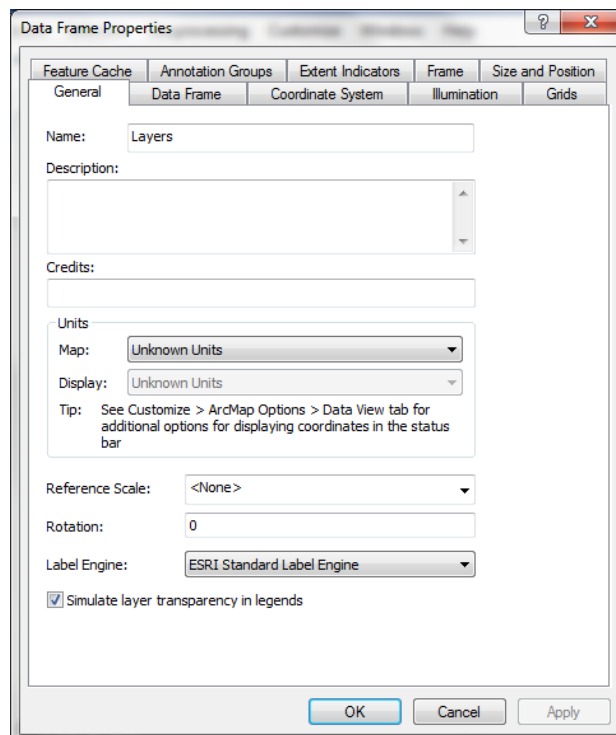 Data Frame Properties
Feature Cache Annotation Groups Extent Indicators Frame Size and Position
General Data Frame Coordinate System Illumination Grids
Name: Layers
Description:
Credits:
Units
Map: Unknown Units
Display: Unknown Units
Tip: See Customize > ArcMap Options > Data View tab for
additional options for displaying coordinates in the status
bar
Reference Scale: <None>
Rotation: 0
Label Engine: ESRI Standard Label Engine
Simulate layer transparency in legends
OK Cancel Apply